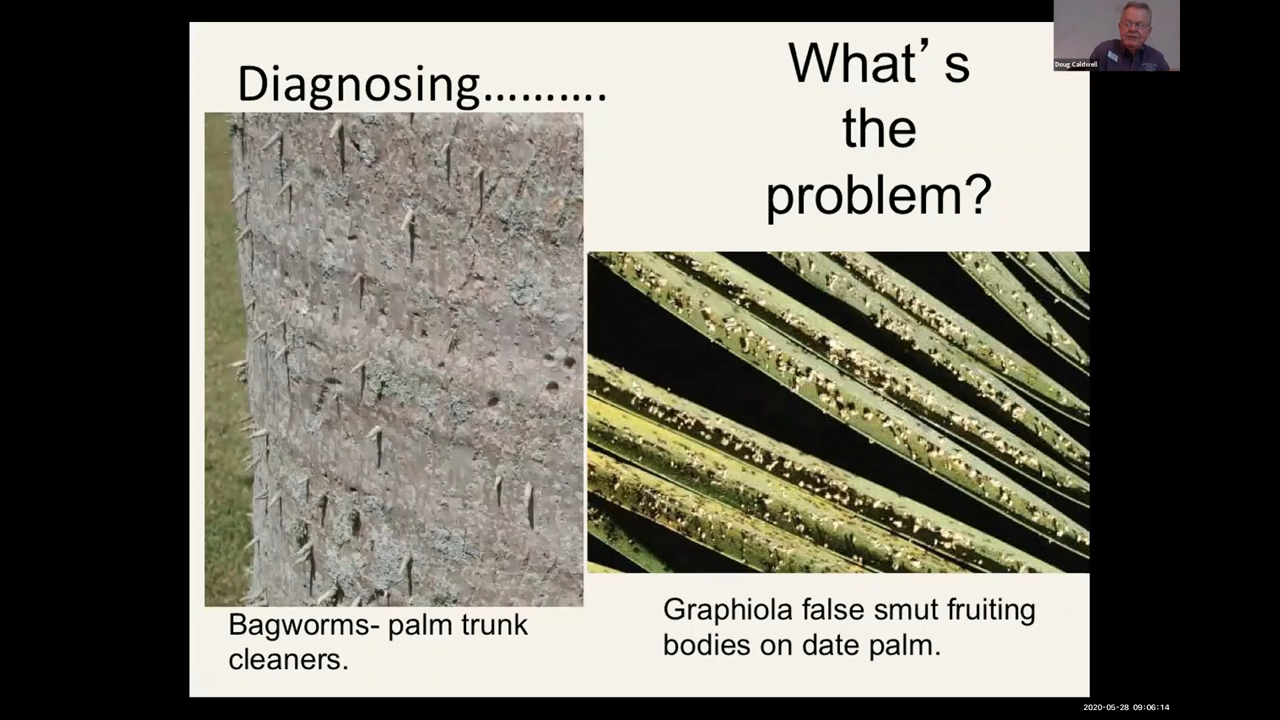 Diagnosing..........
What's
the
problem?
Doug Caldwell
Bagworms- palm trunk
cleaners.
Graphiola false smut fruiting
bodies on date palm.
2020-05-28 09:06:14